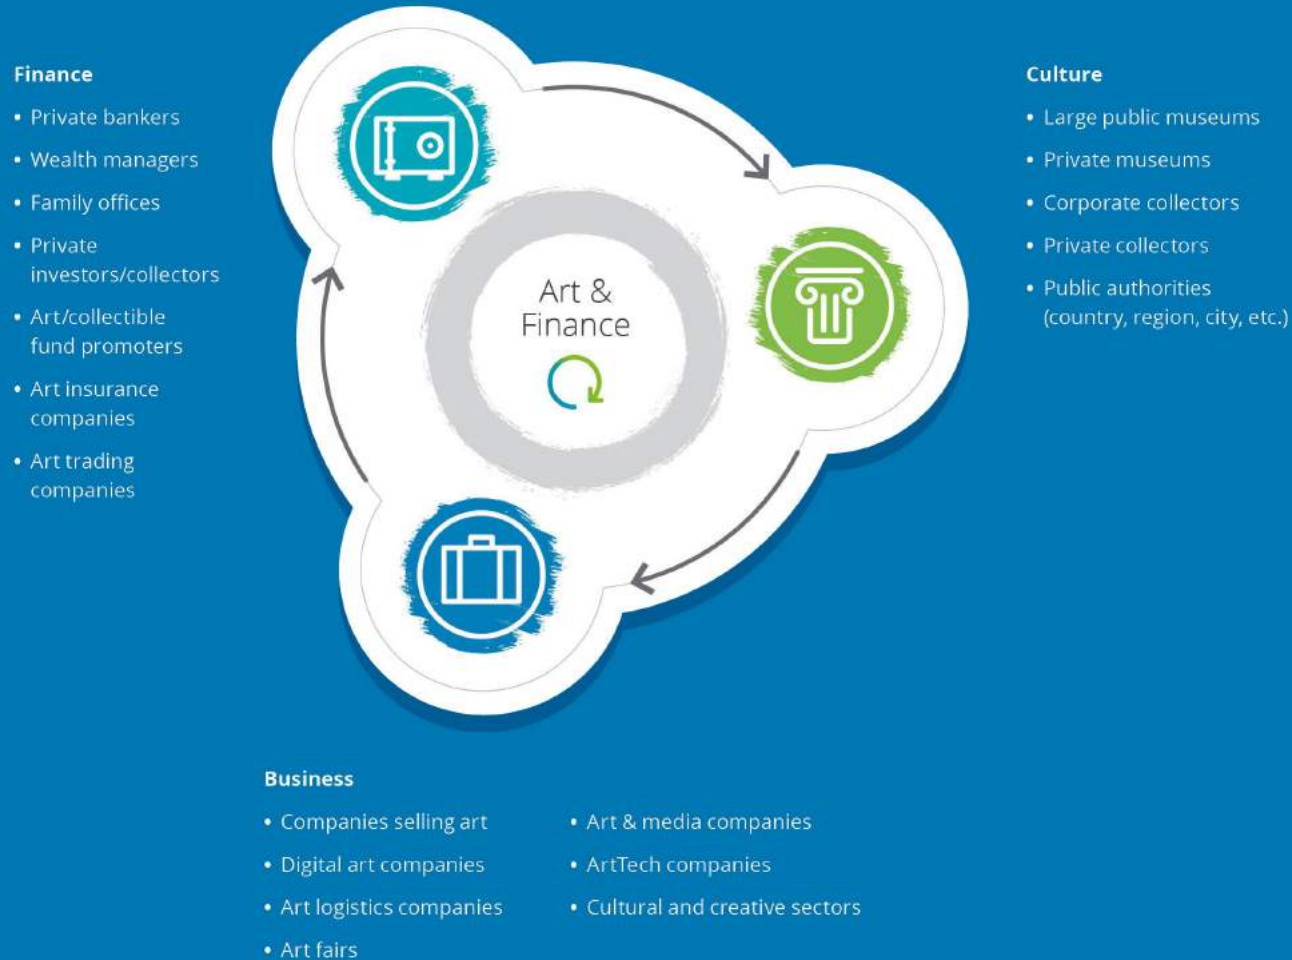 Finance
• Private bankers
• Wealth managers
• Family offices
• Private
investors/collectors
• Art/collectible
fund promoters
• Art insurance
companies
• Art trading
companies
Art &
Finance
Culture
• Large public museums
• Private museums
• Corporate collectors
• Private collectors
• Public authorities
(country, region, city, etc.)
Business
• Companies selling art
• Digital art companies
• Art logistics companies
• Art fairs
• Art & media companies
• ArtTech companies
• Cultural and creative sectors